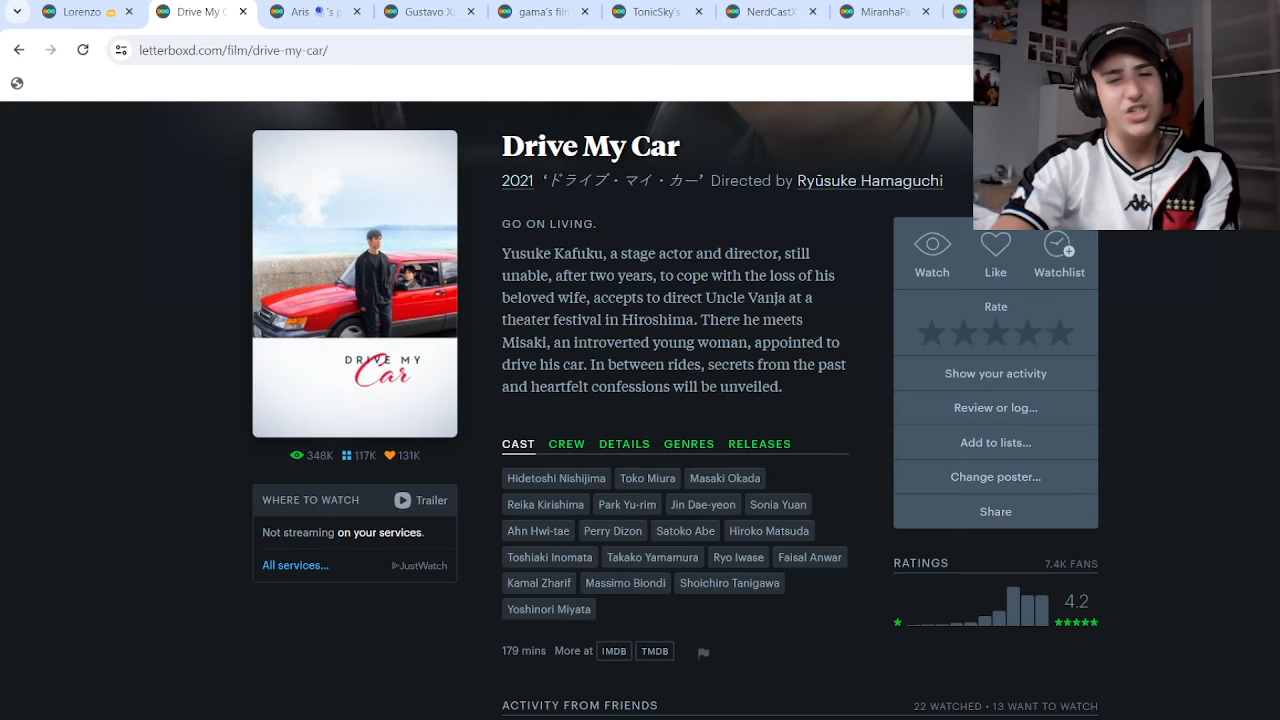 Lorenzo
Drive My C
Aris 's p
Gustavo X
gama's film
TonicSky's
NerdCastX
MiranhaPa
letterboxd.com/film/drive-my-car/
Drive My Car
2021 ‘ドライブ・マイ・カー’ Directed by Ryūsuke Hamaguchi
GO ON LIVING.
Yusuke Kafuku, a stage actor and director, still
unable, after two years, to cope with the loss of his
beloved wife, accepts to direct Uncle Vanja at a
theater festival in Hiroshima. There he meets
Misaki, an introverted young woman, appointed to
drive his car. In between rides, secrets from the past
and heartfelt confessions will be unveiled.
DRIVE MY
Car
348K 117K 131K
WHERE TO WATCH Trailer
Not streaming on your services.
All services… JustWatch
CAST CREW DETAILS GENRES RELEASES
Hidetoshi Nishijima Toko Miura Masaki Okada
Reika Kirishima Park Yu-rim Jin Dae-yeon Sonia Yuan
Ahn Hwi-tae Perry Dizon Satoko Abe Hiroko Matsuda
Toshiaki Inomata Takako Yamamura Ryo Iwase Faisal Anwar
Kamal Zharif Massimo Biondi Shoichiro Tanigawa
Yoshinori Miyata
179 mins More at IMDB TMDB
ACTIVITY FROM FRIENDS 22 WATCHED • 13 WANT TO WATCH
Watch Like Watchlist
Rate
Show your activity
Review or log…
Add to lists…
Change poster…
Share
RATINGS 7.4K FANS
4.2